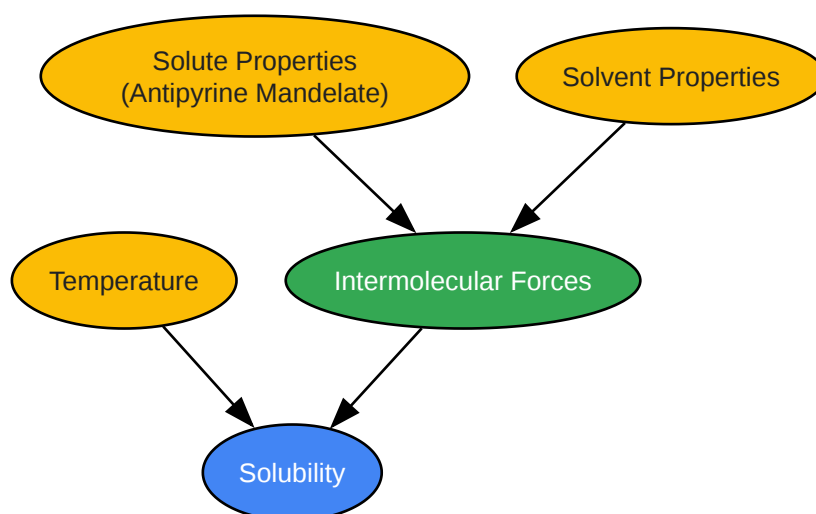 Solute Properties
(Antipyrine Mandelate)
Solvent Properties
Temperature
Intermolecular Forces
Solubility